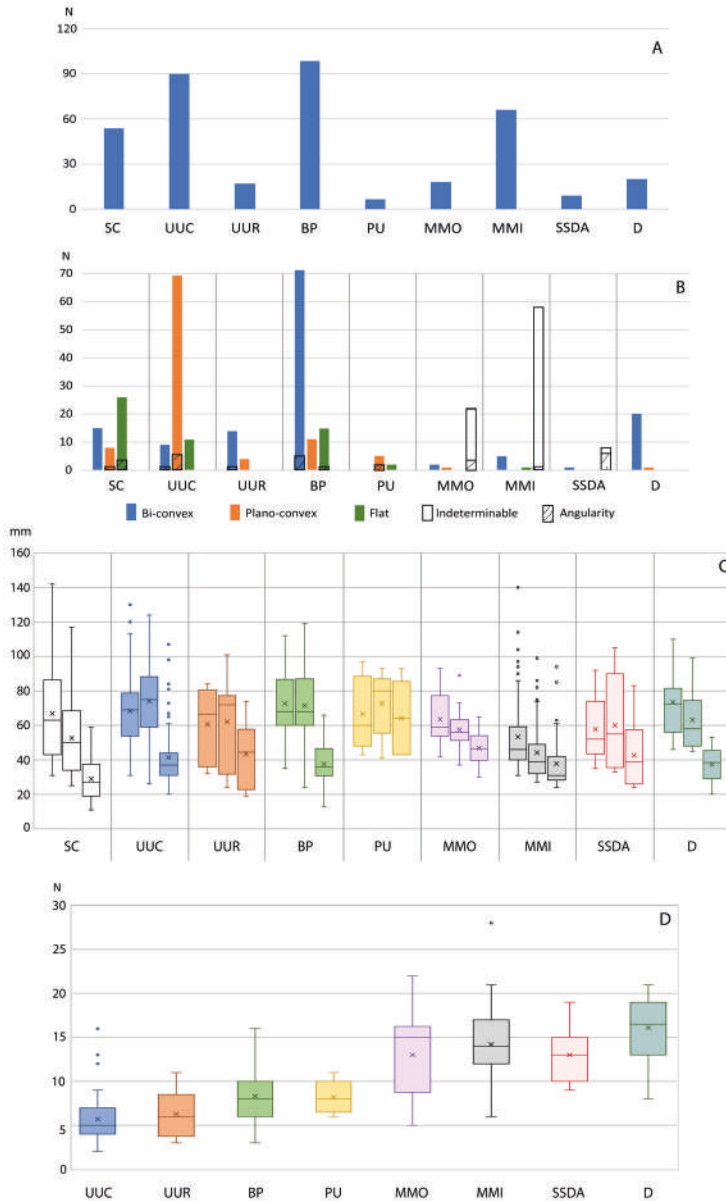 N
120
A
90
60
30
0
SC UUC UUR BP PU MMO MMI SSDA D
N
70
B
60
50
40
30
20
10
0
SC UUC UUR BP PU MMO MMI SSDA D
Bi-convex Plano-convex Flat Indeterminable Angularity
mm
160
C
140
120
100
80
60
40
20
0
SC UUC UUR BP PU MMO MMI SSDA D
N
30
D
25
20
15
10
5
0
UUC UUR BP PU MMO MMI SSDA D